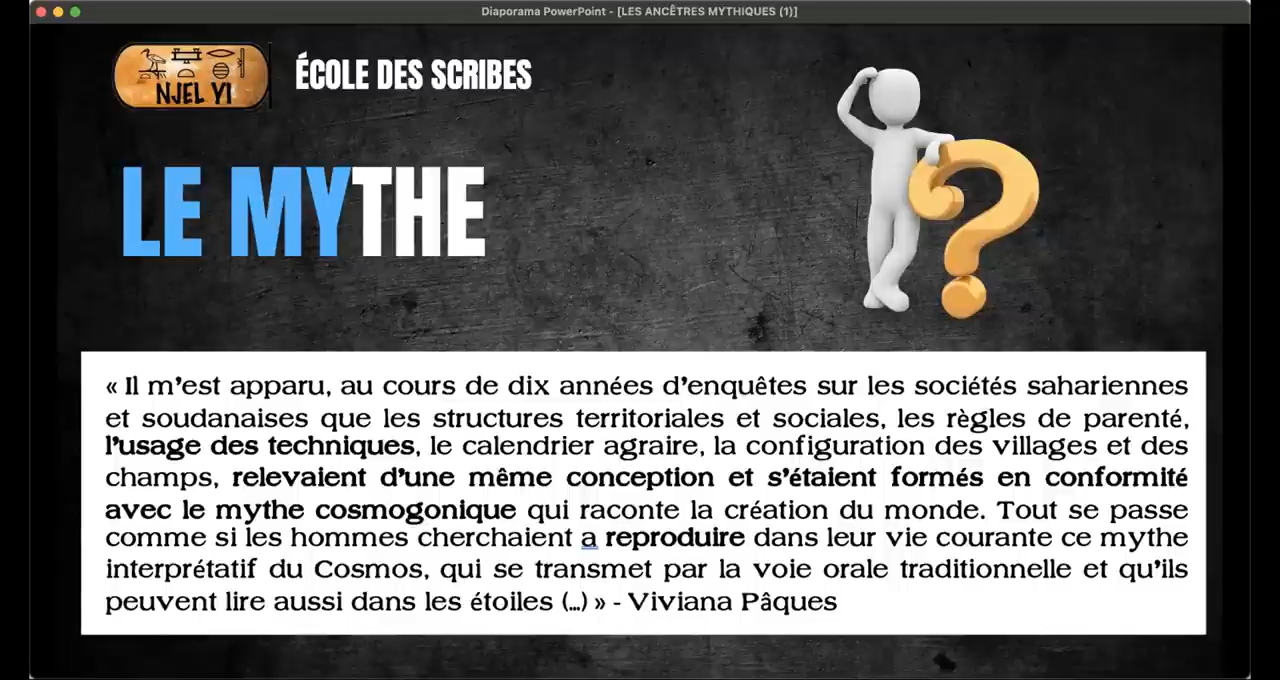 Diaporama PowerPoint - [LES ANCÊTRES MYTHIQUES (1)]
NJEL YI
ÉCOLE DES SCRIBES
LE MYTHE
« Il m'est apparu, au cours de dix années d'enquêtes sur les sociétés sahariennes
et soudanaises que les structures territoriales et sociales, les règles de parenté,
l'usage des techniques, le calendrier agraire, la configuration des villages et des
champs, relevaient d'une même conception et s'étaient formés en conformité
avec le mythe cosmogonique qui raconte la création du monde. Tout se passe
comme si les hommes cherchaient a reproduire dans leur vie courante ce mythe
interprétatif du Cosmos, qui se transmet par la voie orale traditionnelle et qu'ils
peuvent lire aussi dans les étoiles (...) » - Viviana Pâques